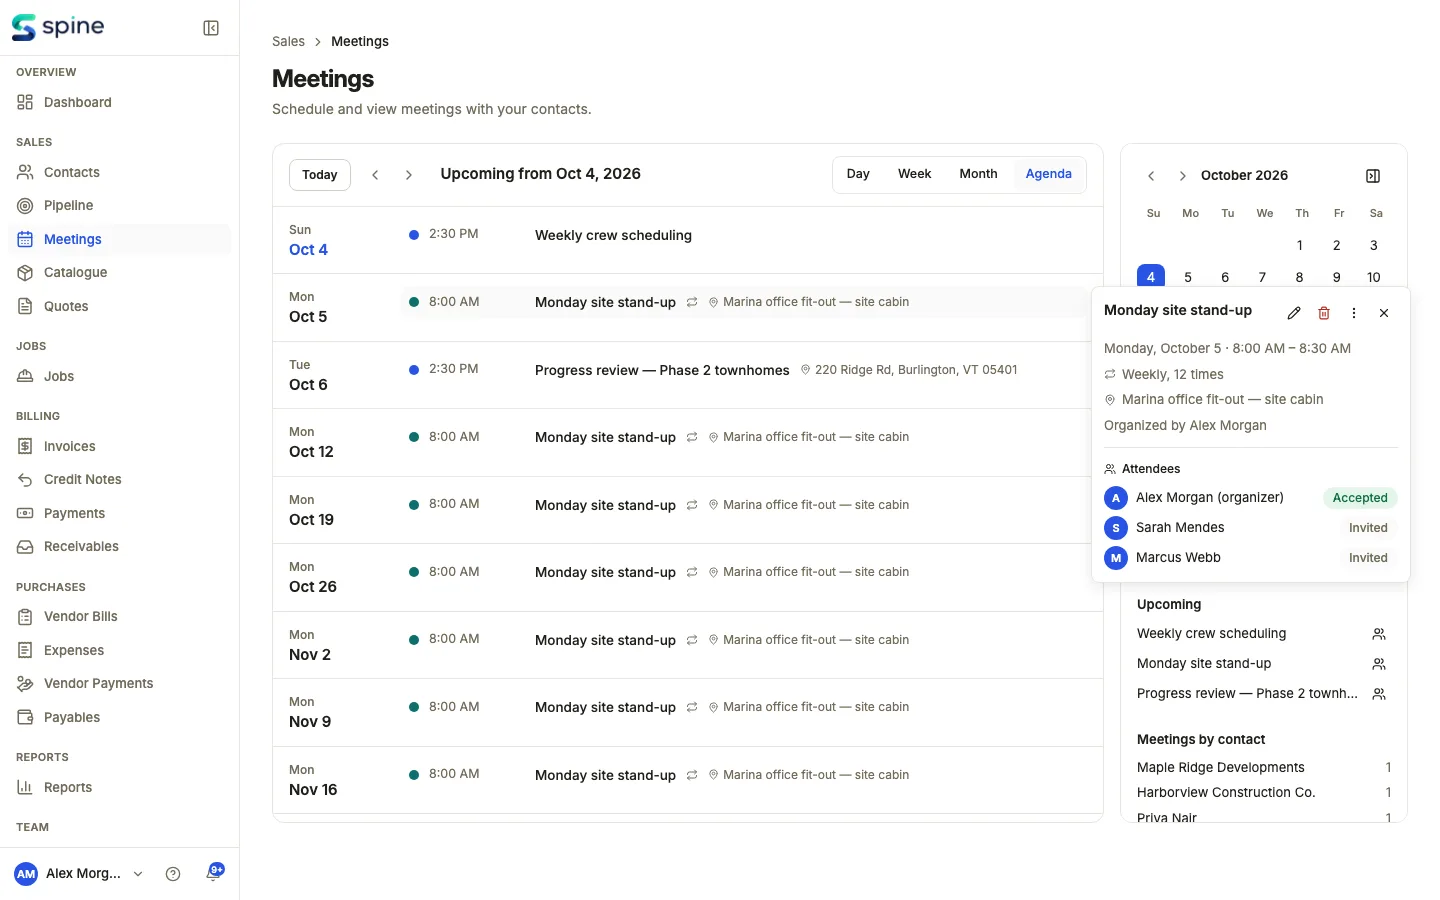 spine
OVERVIEW
Dashboard
SALES
Contacts
Pipeline
Meetings
Catalogue
Quotes
JOBS
Jobs
BILLING
Invoices
Credit Notes
Payments
Receivables
PURCHASES
Vendor Bills
Expenses
Vendor Payments
Payables
REPORTS
Reports
TEAM
AM Alex Morg... 9+
Sales > Meetings
Meetings
Schedule and view meetings with your contacts.
Today Upcoming from Oct 4, 2026 Day Week Month Agenda
Sun
Oct 4 2:30 PM Weekly crew scheduling
Mon
Oct 5 8:00 AM Monday site stand-up Marina office fit-out — site cabin
Tue
Oct 6 2:30 PM Progress review — Phase 2 townhomes 220 Ridge Rd, Burlington, VT 05401
Mon
Oct 12 8:00 AM Monday site stand-up Marina office fit-out — site cabin
Mon
Oct 19 8:00 AM Monday site stand-up Marina office fit-out — site cabin
Mon
Oct 26 8:00 AM Monday site stand-up Marina office fit-out — site cabin
Mon
Nov 2 8:00 AM Monday site stand-up Marina office fit-out — site cabin
Mon
Nov 9 8:00 AM Monday site stand-up Marina office fit-out — site cabin
Mon
Nov 16 8:00 AM Monday site stand-up Marina office fit-out — site cabin
October 2026
Su Mo Tu We Th Fr Sa
1 2 3
4 5 6 7 8 9 10
Monday site stand-up
Monday, October 5 · 8:00 AM – 8:30 AM
Weekly, 12 times
Marina office fit-out — site cabin
Organized by Alex Morgan
Attendees
A Alex Morgan (organizer) Accepted
S Sarah Mendes Invited
M Marcus Webb Invited
Upcoming
Weekly crew scheduling
Monday site stand-up
Progress review — Phase 2 townh...
Meetings by contact
Maple Ridge Developments 1
Harborview Construction Co. 1
Priya Nair 1